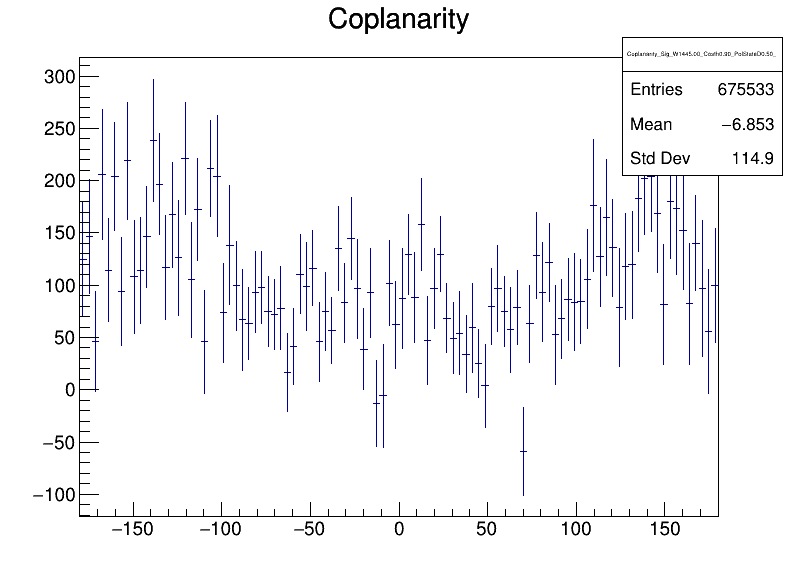 Coplanarity
Coplanarity_Sig_W1445.00_Costh0.90_PolStateD0.50_
Entries 675533
Mean −6.853
Std Dev 114.9
300
250
200
150
100
50
0
−50
−100
−150 −100 −50 0 50 100 150